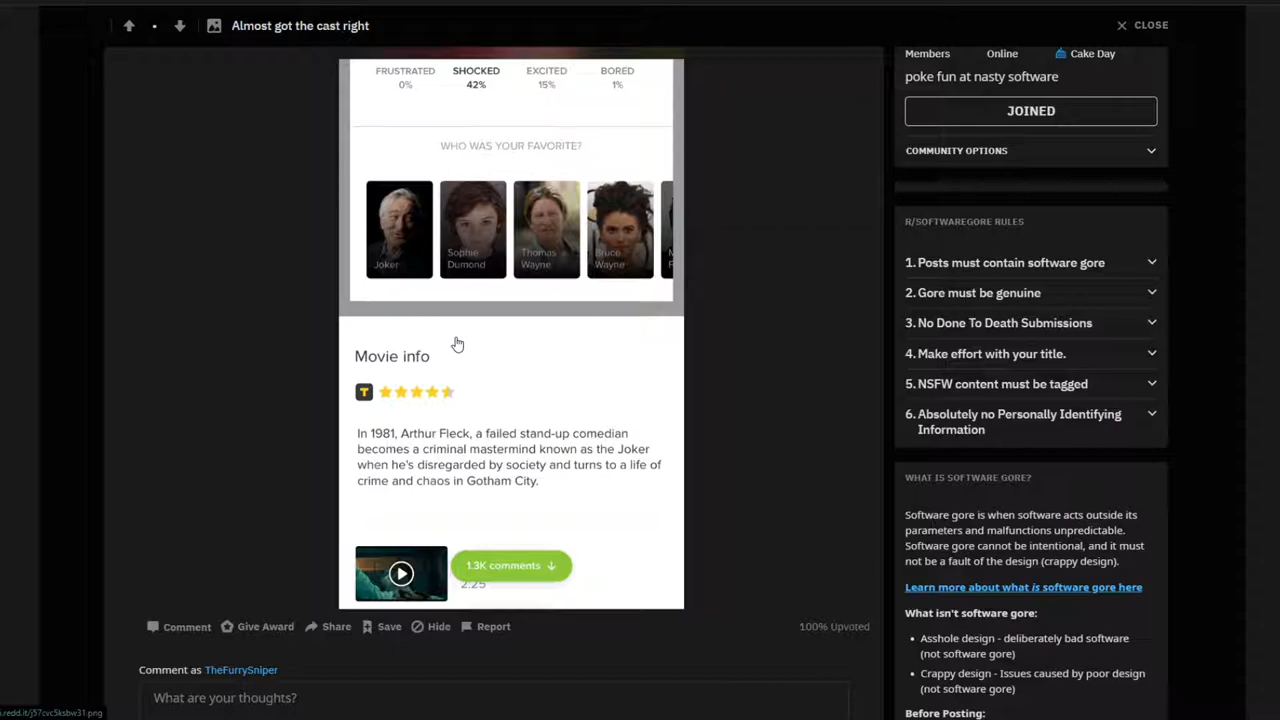 Almost got the cast right
CLOSE
FRUSTRATED
0%
SHOCKED
42%
EXCITED
15%
BORED
1%
WHO WAS YOUR FAVORITE?
Joker
Sophie
Dumond
Thomas
Wayne
Bruce
Wayne
Movie info
T
In 1981, Arthur Fleck, a failed stand-up comedian
becomes a criminal mastermind known as the Joker
when he's disregarded by society and turns to a life of
crime and chaos in Gotham City.
1.3K comments ↓
2.25
Comment
Give Award
Share
Save
Hide
Report
100% Upvoted
Comment as TheFurrySniper
What are your thoughts?
Members
Online
Cake Day
poke fun at nasty software
JOINED
COMMUNITY OPTIONS
R/SOFTWAREGORE RULES
1. Posts must contain software gore
2. Gore must be genuine
3. No Done To Death Submissions
4. Make effort with your title.
5. NSFW content must be tagged
6. Absolutely no Personally Identifying
Information
WHAT IS SOFTWARE GORE?
Software gore is when software acts outside its
parameters and malfunctions unpredictable.
Software gore cannot be intentional, and it must
not be a fault of the design (crappy design).
Learn more about what is software gore here
What isn't software gore:
• Asshole design - deliberately bad software
(not software gore)
• Crappy design - Issues caused by poor design
(not software gore)
Before Posting: